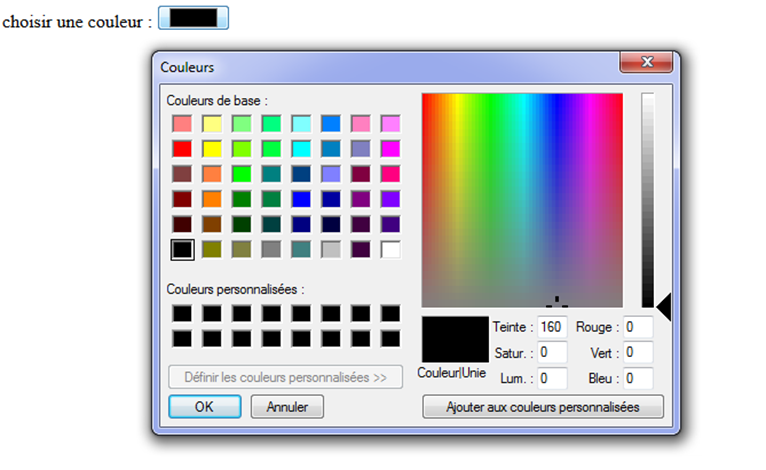 choisir une couleur :
Couleurs
Couleurs de base :
Couleurs personnalisées :
Définir les couleurs personnalisées >>
OK
Annuler
Couleur|Unie
Teinte : 160
Rouge : 0
Satur. : 0
Vert : 0
Lum. : 0
Bleu : 0
Ajouter aux couleurs personnalisées